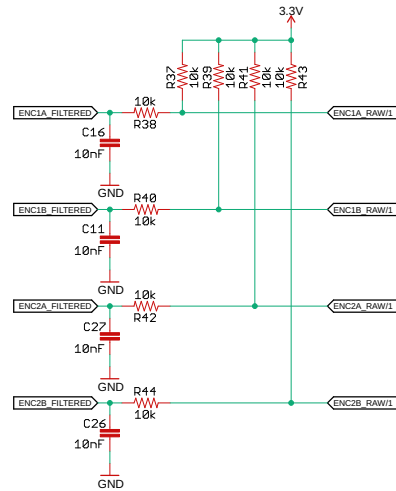 3.3V
R37
10k
R39
10k
R41
10k
R43
10k
ENC1A_FILTERED
10k
R38
ENC1A_RAW/1
C16
10nF
GND
ENC1B_FILTERED
R40
10k
ENC1B_RAW/1
C11
10nF
GND
ENC2A_FILTERED
10k
R42
ENC2A_RAW/1
C27
10nF
GND
ENC2B_FILTERED
R44
10k
ENC2B_RAW/1
C26
10nF
GND